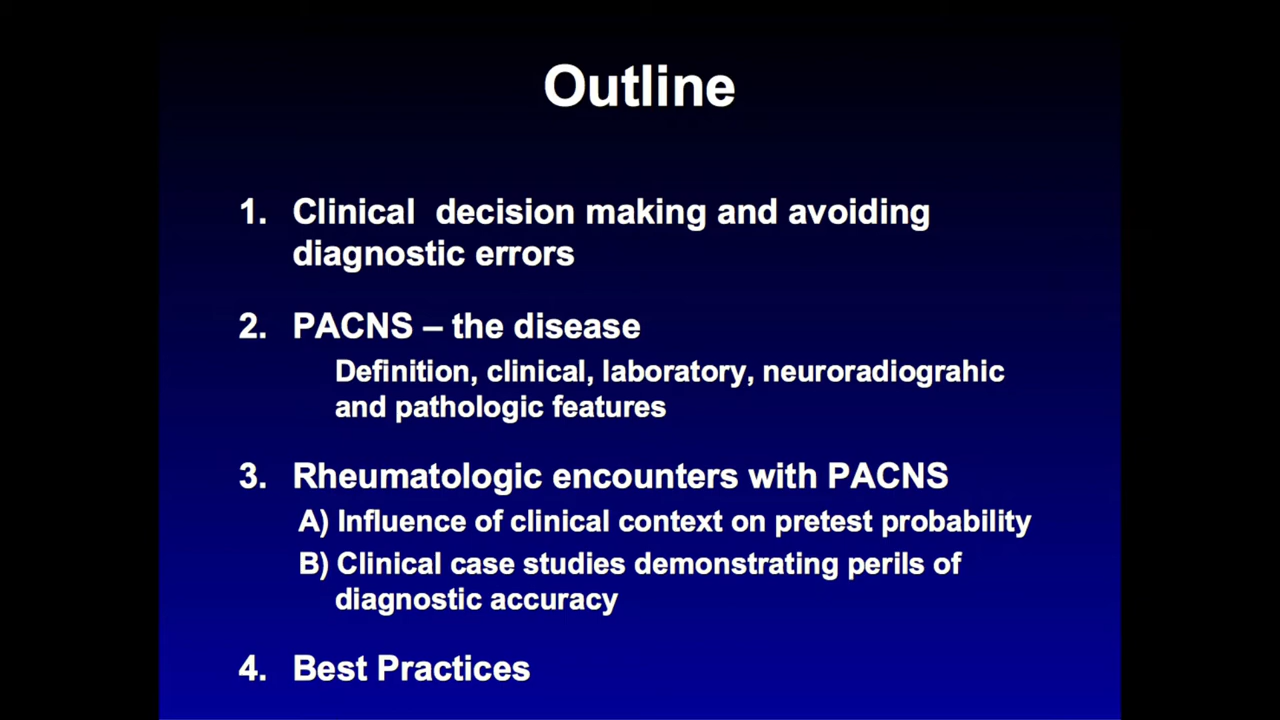 Outline
1. Clinical decision making and avoiding
diagnostic errors
2. PACNS – the disease
Definition, clinical, laboratory, neuroradiograhic
and pathologic features
3. Rheumatologic encounters with PACNS
A) Influence of clinical context on pretest probability
B) Clinical case studies demonstrating perils of
diagnostic accuracy
4. Best Practices